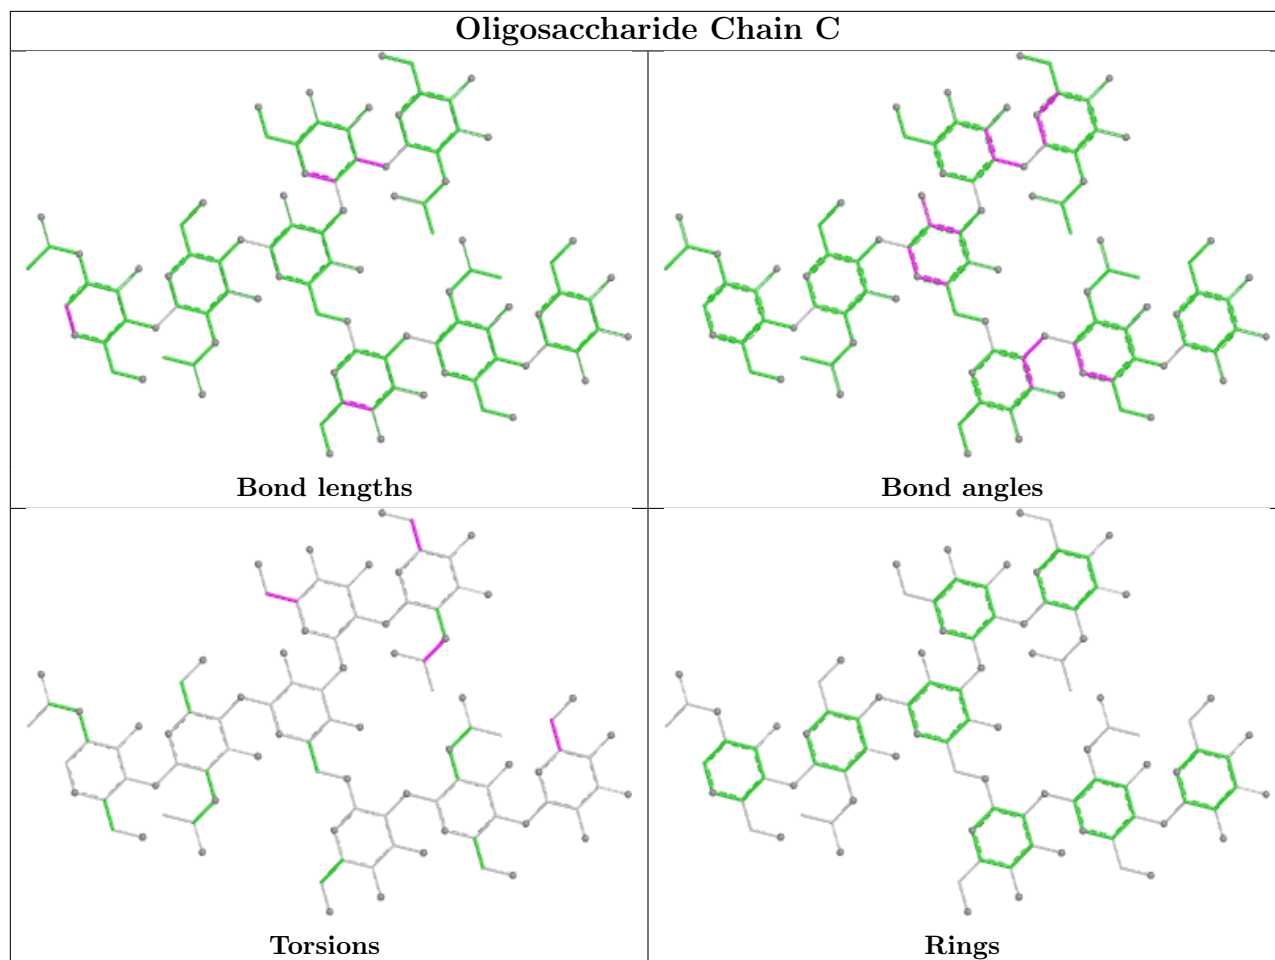 Oligosaccharide Chain C
Bond lengths
Bond angles
Torsions
Rings